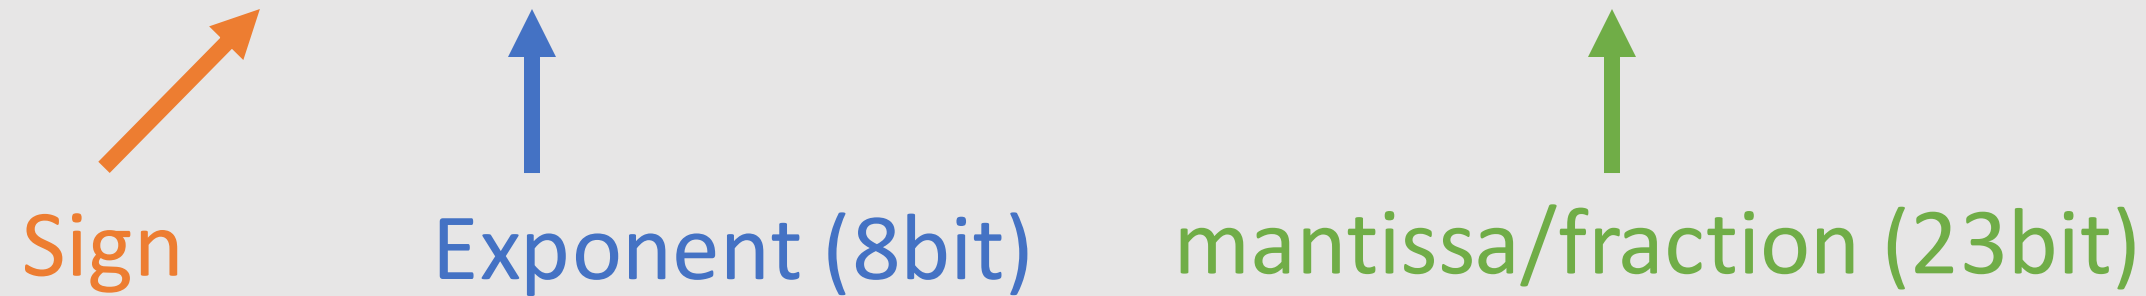 Sign Exponent (8bit) mantissa/fraction (23bit)